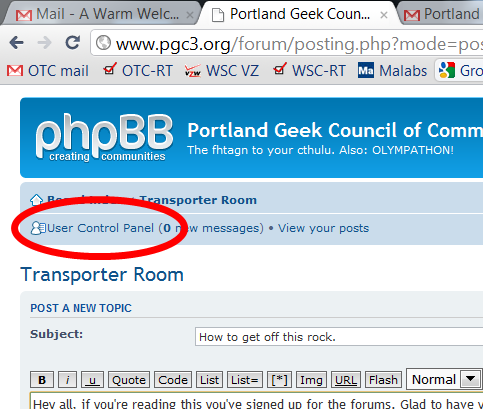 Mail - A Warm Welc... Portland Geek Coun... Portland
www.pgc3.org/forum/posting.php?mode=pos
OTC mail OTC-RT WSC VZ WSC-RT Ma Malabs Gro
phpBB Portland Geek Council of Comm
creating communities The fhtagn to your cthulu. Also: OLYMPATHON!
Transporter Room
User Control Panel (0 new messages) • View your posts
Transporter Room
POST A NEW TOPIC
Subject: How to get off this rock.
B i u Quote Code List List= [*] Img URL Flash Normal
Hey all, if you're reading this you've signed up for the forums. Glad to have y